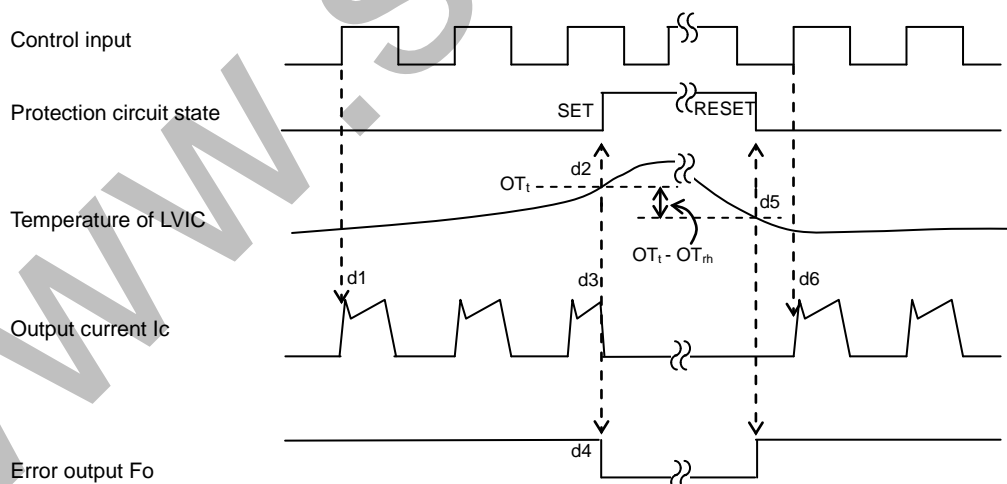 Control input
Protection circuit state
SET
RESET
d2
OTt
d5
Temperature of LVIC
OTt - OTrh
d1
d3
d6
Output current Ic
d4
Error output Fo
www.s